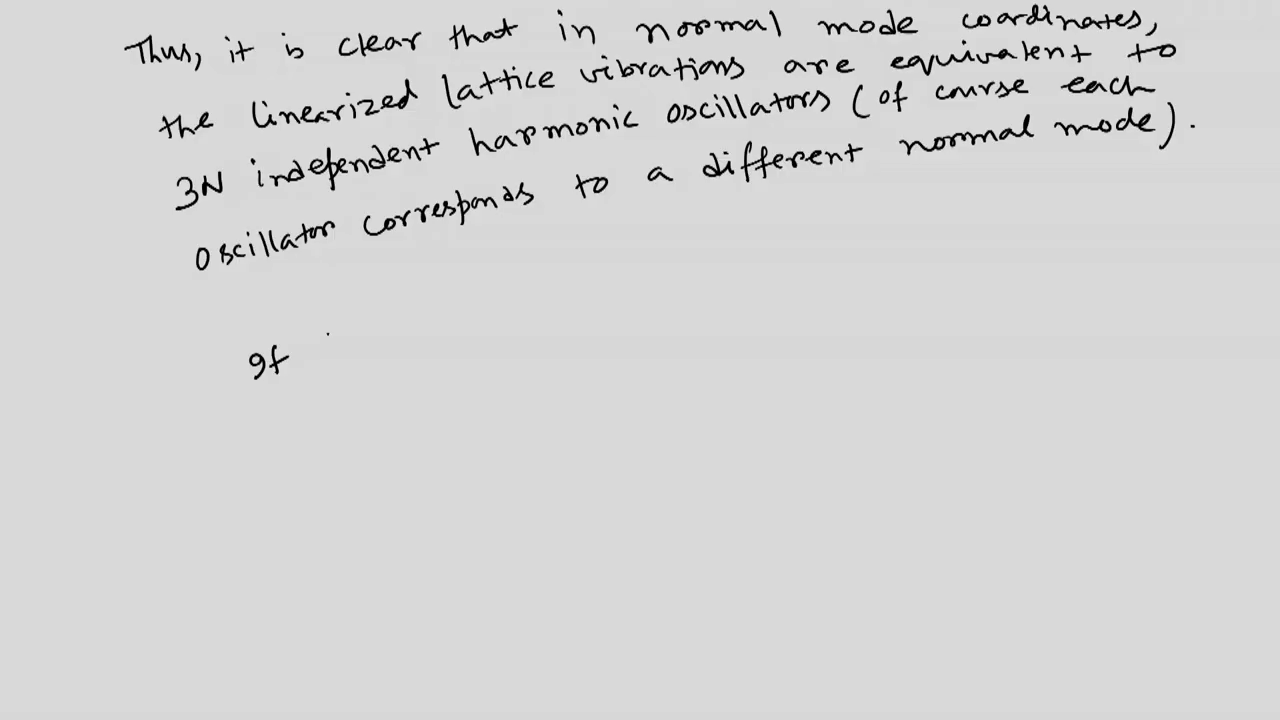 Thus, it is clear that in normal mode coordinates,
the linearized lattice vibrations are equivalent to
3N independent harmonic oscillators (of course each
oscillator corresponds to a different normal mode).
If